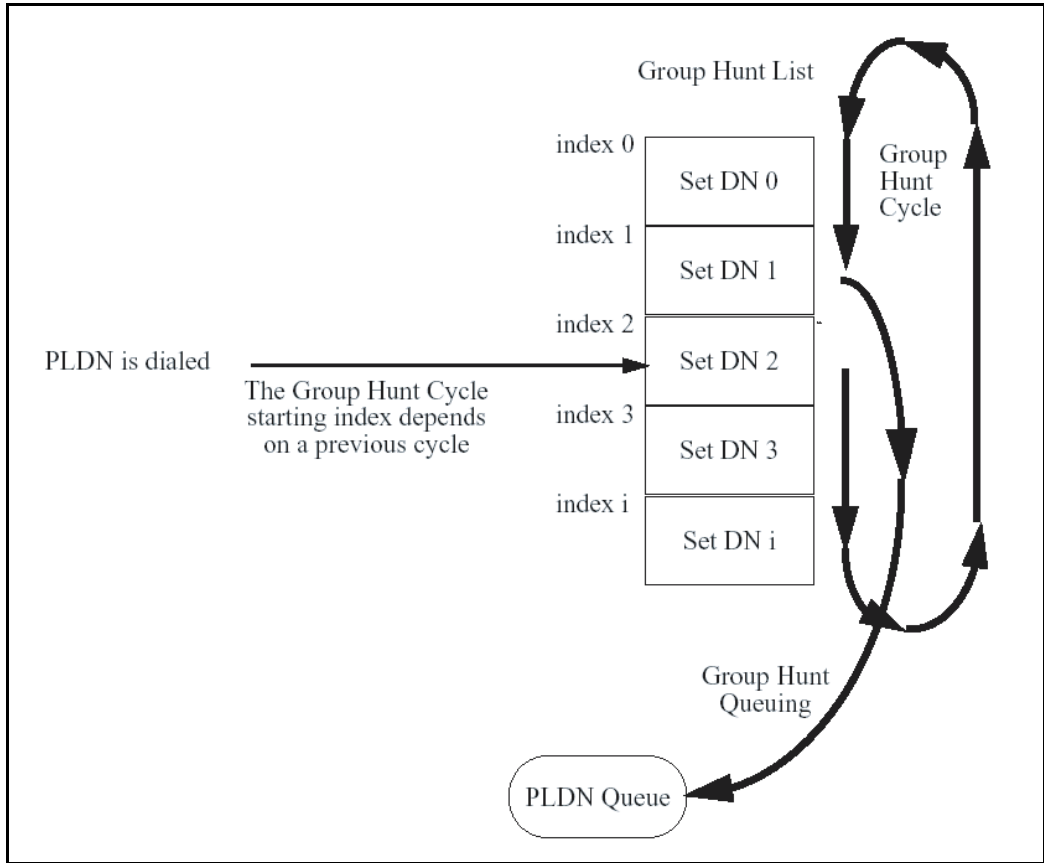 Group Hunt List
index 0
Set DN 0
Group
Hunt
Cycle
index 1
Set DN 1
index 2
Set DN 2
PLDN is dialed
The Group Hunt Cycle
starting index depends
on a previous cycle
index 3
Set DN 3
index i
Set DN i
Group Hunt
Queuing
PLDN Queue